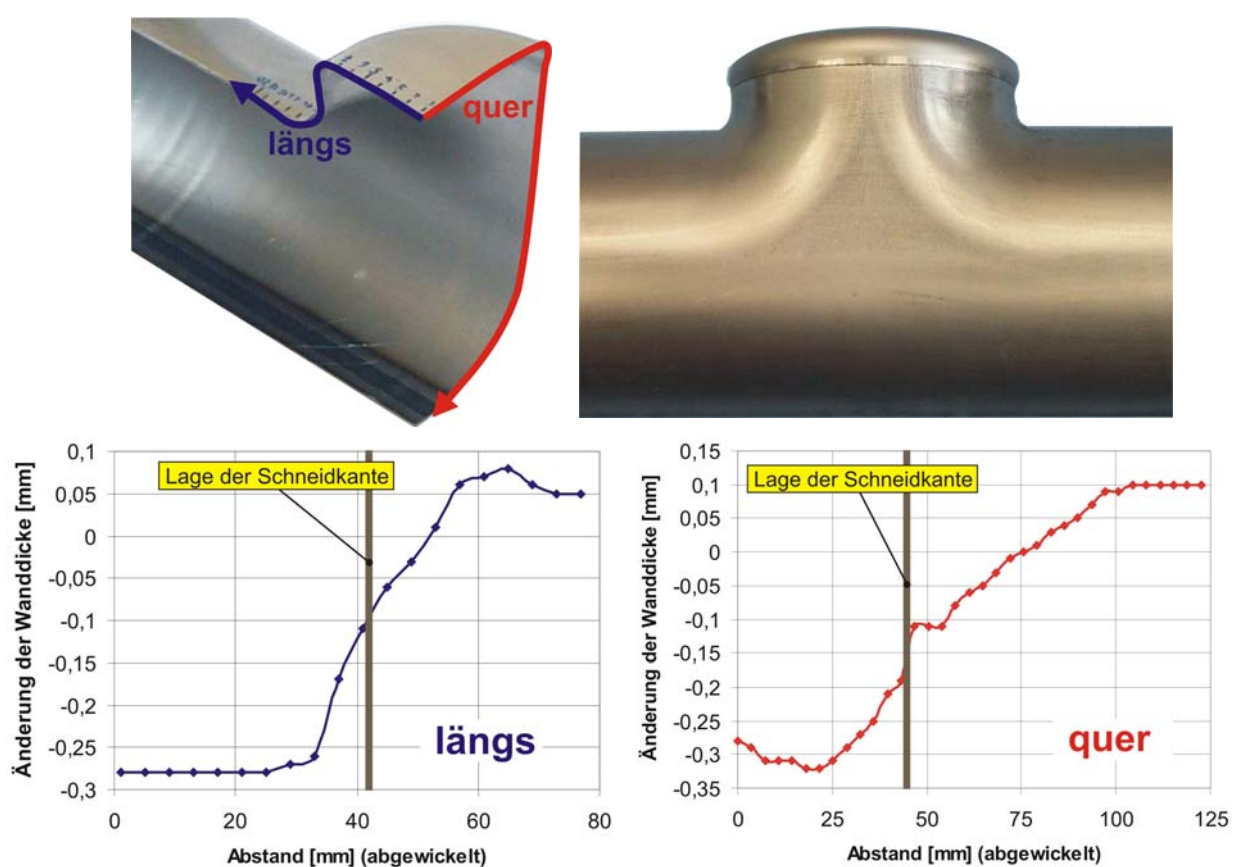 längs
quer
Änderung der Wanddicke [mm]
0,1
0,05
0
-0,05
-0,1
-0,15
-0,2
-0,25
-0,3
Lage der Schneidkante
längs
0 20 40 60 80
Abstand [mm] (abgewickelt)
Änderung der Wanddicke [mm]
0,15
0,1
0,05
0
-0,05
-0,1
-0,15
-0,2
-0,25
-0,3
-0,35
Lage der Schneidkante
quer
0 25 50 75 100 125
Abstand [mm] (abgewickelt)